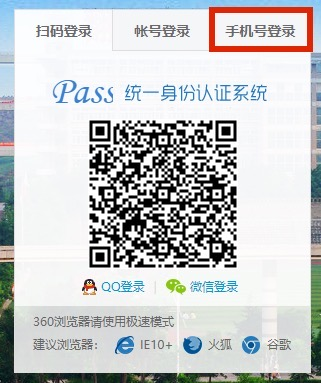 扫码登录 帐号登录 手机号登录
Pass 统一身份认证系统
QQ登录 | 微信登录
360浏览器请使用极速模式
建议浏览器: IE10+ 火狐 谷歌